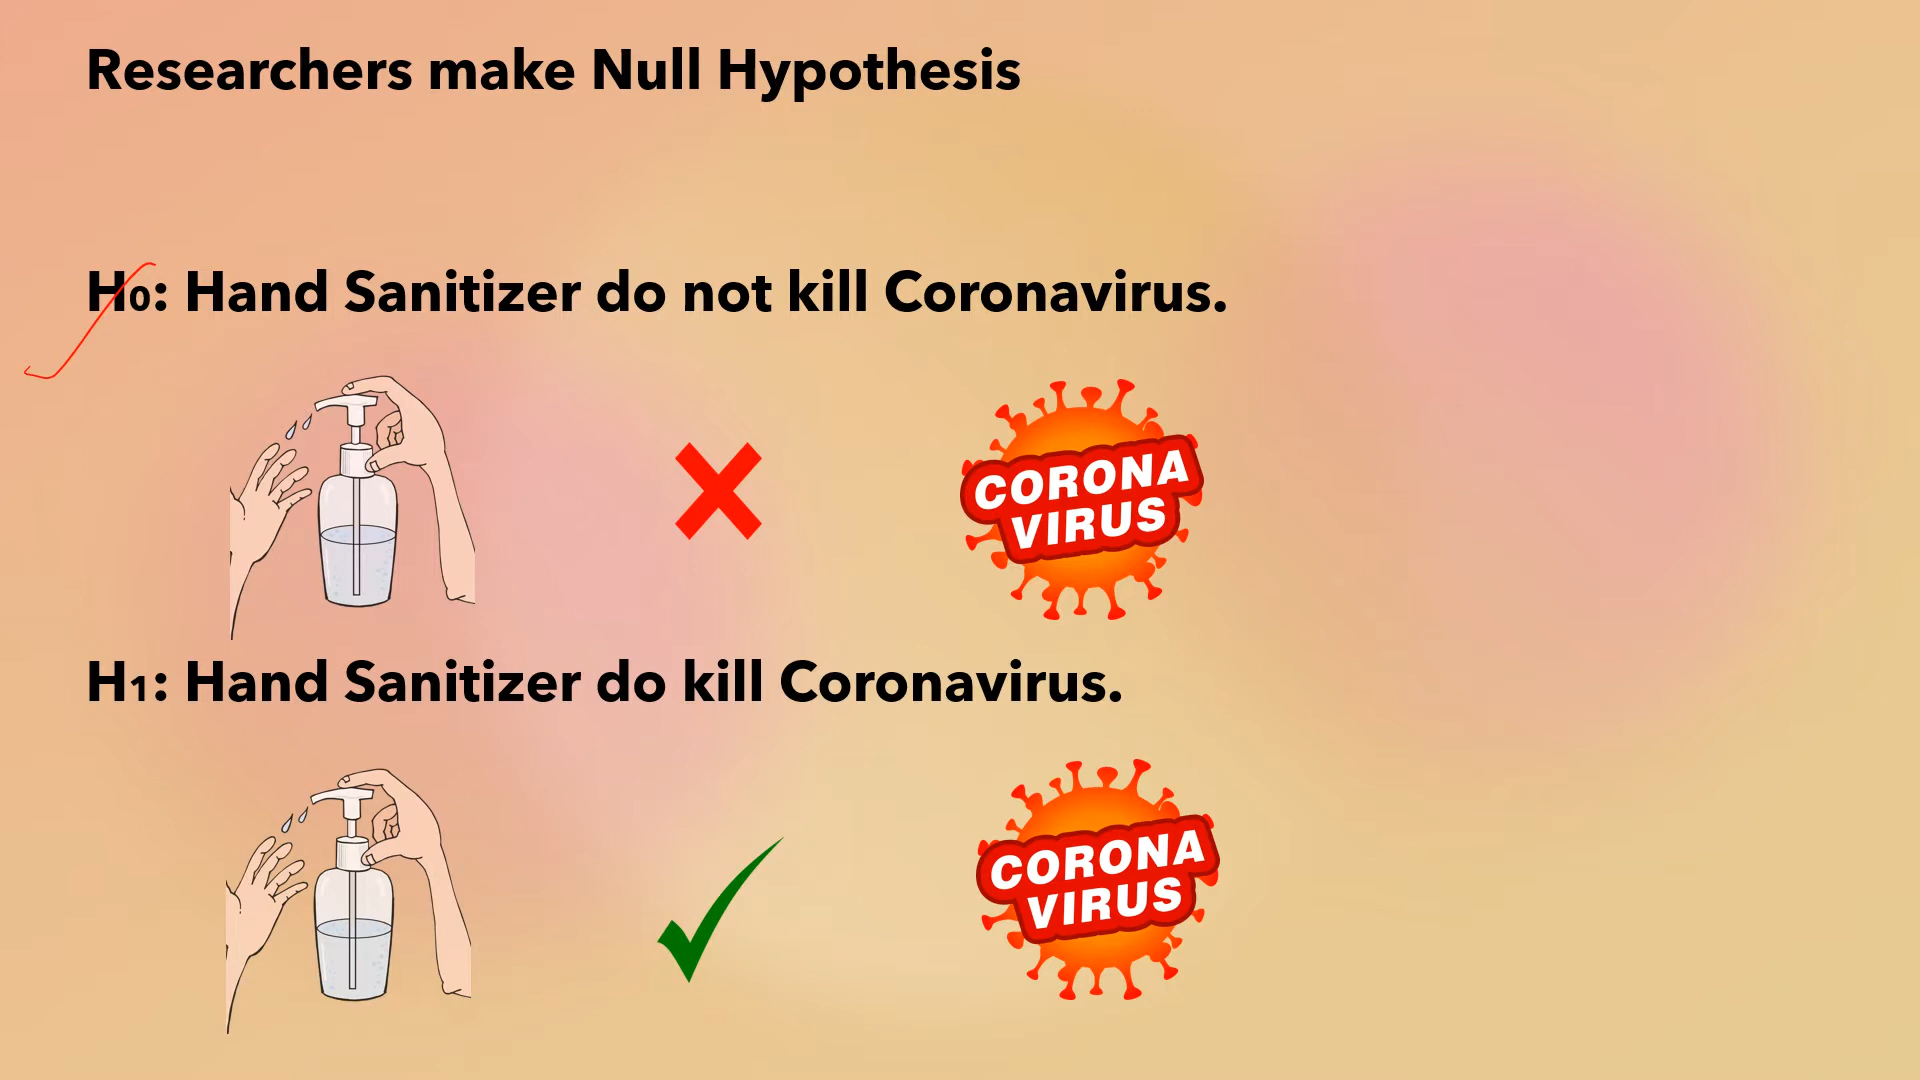 Researchers make Null Hypothesis
H₀: Hand Sanitizer do not kill Coronavirus.
CORONA
VIRUS
H₁: Hand Sanitizer do kill Coronavirus.
CORONA
VIRUS